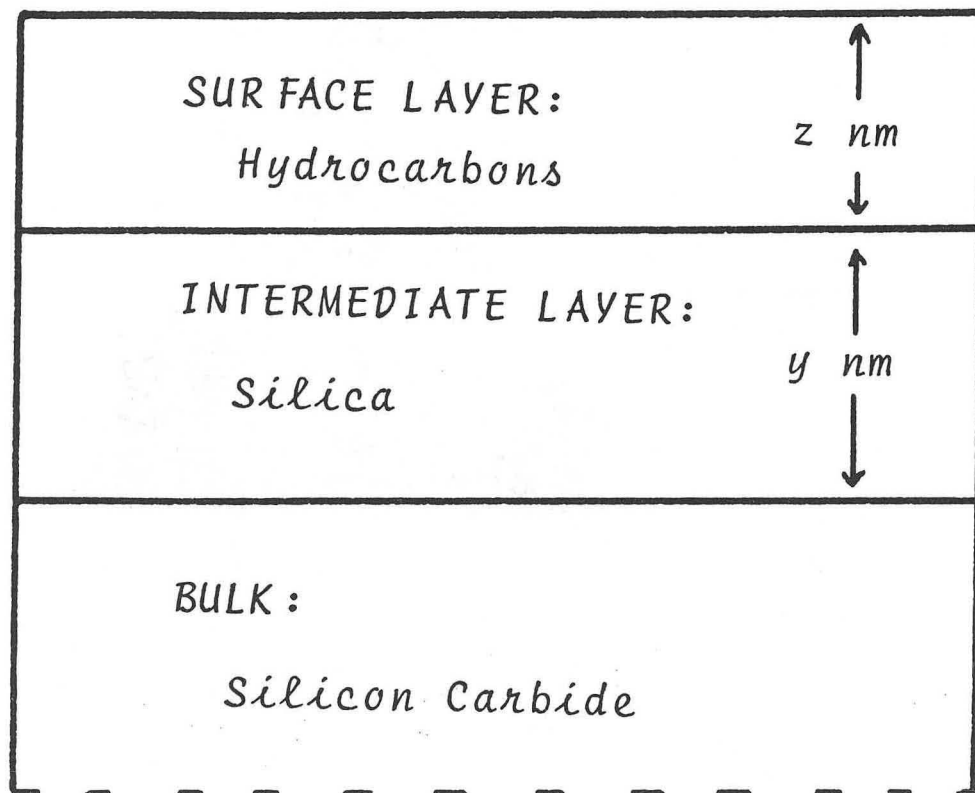 SURFACE LAYER:
Hydrocarbons
z nm
INTERMEDIATE LAYER:
Silica
y nm
BULK:
Silicon Carbide